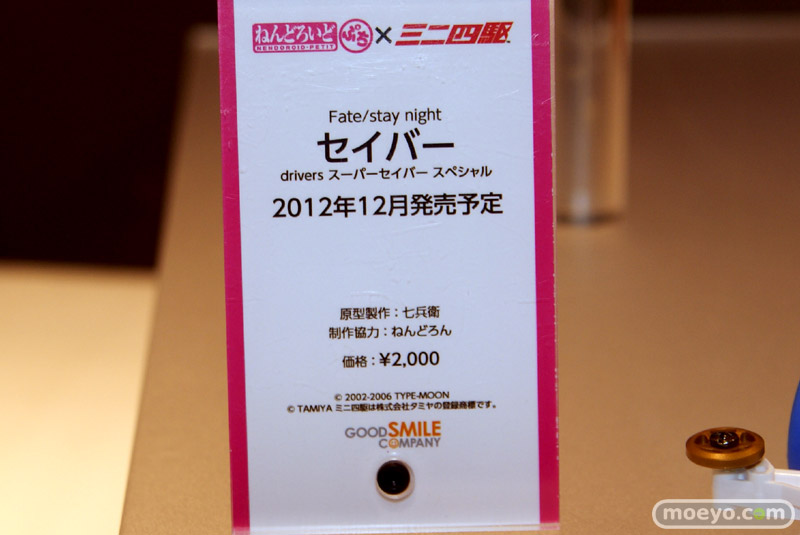 ねんどろいど ぷち × ミニ四駆
NENDOROID-PETIT
Fate/stay night
セイバー
drivers スーパーセイバー スペシャル
2012年12月発売予定
原型製作：七兵衛
制作協力：ねんどろん
価格：¥2,000
© 2002-2006 TYPE-MOON
© TAMIYA ミニ四駆は株式会社タミヤの登録商標です。
GOOD SMILE
COMPANY
moeyo.com